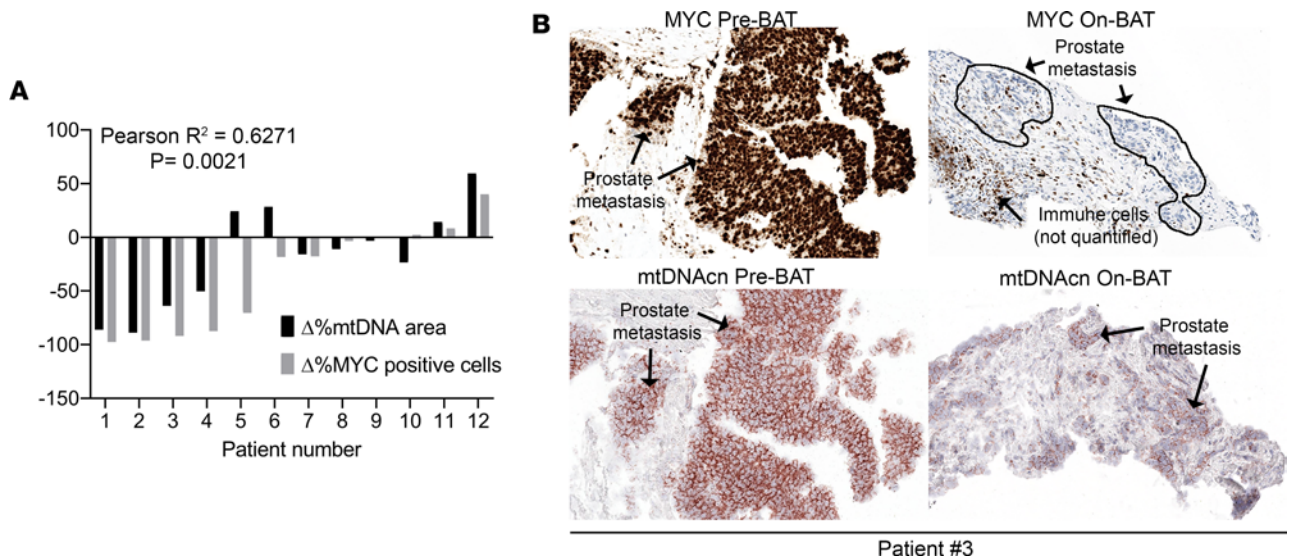 A
Pearson R² = 0.6271
P= 0.0021
100
50
0
-50
-100
-150
Δ%mtDNA area
Δ%MYC positive cells
1 2 3 4 5 6 7 8 9 10 11 12
Patient number
B
MYC Pre-BAT
Prostate
metastasis
MYC On-BAT
Prostate
metastasis
Immuhe cells
(not quantified)
mtDNAcn Pre-BAT
Prostate
metastasis
mtDNAcn On-BAT
Prostate
metastasis
Patient #3